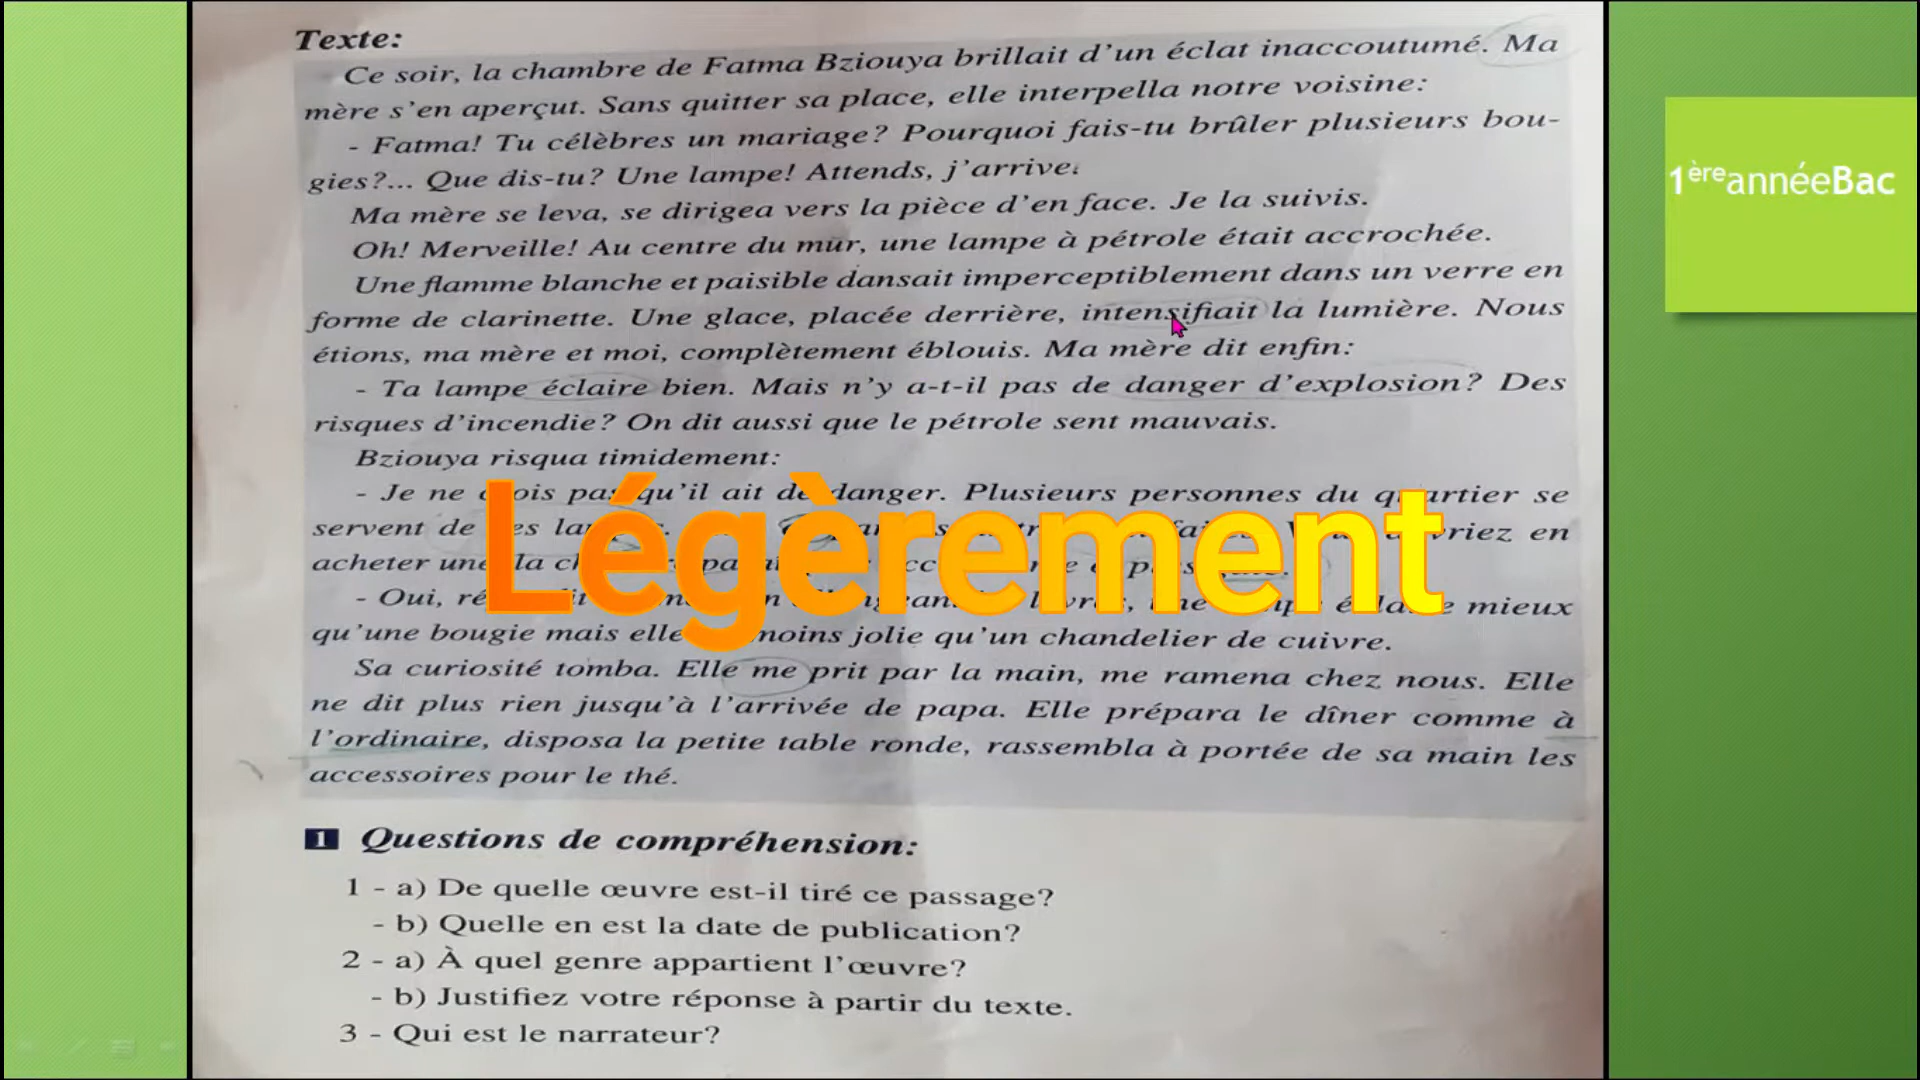 Texte:
Ce soir, la chambre de Fatma Bziouya brillait d'un éclat inaccoutumé. Ma
mère s'en aperçut. Sans quitter sa place, elle interpella notre voisine:
- Fatma! Tu célèbres un mariage? Pourquoi fais-tu brûler plusieurs bou-
gies?... Que dis-tu? Une lampe! Attends, j'arrive.
Ma mère se leva, se dirigea vers la pièce d'en face. Je la suivis.
Oh! Merveille! Au centre du mur, une lampe à pétrole était accrochée.
Une flamme blanche et paisible dansait imperceptiblement dans un verre en
forme de clarinette. Une glace, placée derrière, intensifiait la lumière. Nous
étions, ma mère et moi, complètement éblouis. Ma mère dit enfin:
- Ta lampe éclaire bien. Mais n'y a-t-il pas de danger d'explosion? Des
risques d'incendie? On dit aussi que le pétrole sent mauvais.
Bziouya risqua timidement:
- Je ne pas qu'il ait de danger. Plusieurs personnes du quartier se
servent de
en
acheter une la
- Oui, mieux
qu'une bougie mais elle moins jolie qu'un chandelier de cuivre.
Sa curiosité tomba. Elle me prit par la main, me ramena chez nous. Elle
ne dit plus rien jusqu'à l'arrivée de papa. Elle prépara le dîner comme à
l'ordinaire, disposa la petite table ronde, rassembla à portée de sa main les
accessoires pour le thé.
Légèrement
1 Questions de compréhension:
1 - a) De quelle œuvre est-il tiré ce passage?
- b) Quelle en est la date de publication?
2 - a) À quel genre appartient l'œuvre?
- b) Justifiez votre réponse à partir du texte.
3 - Qui est le narrateur?
1èreannéeBac